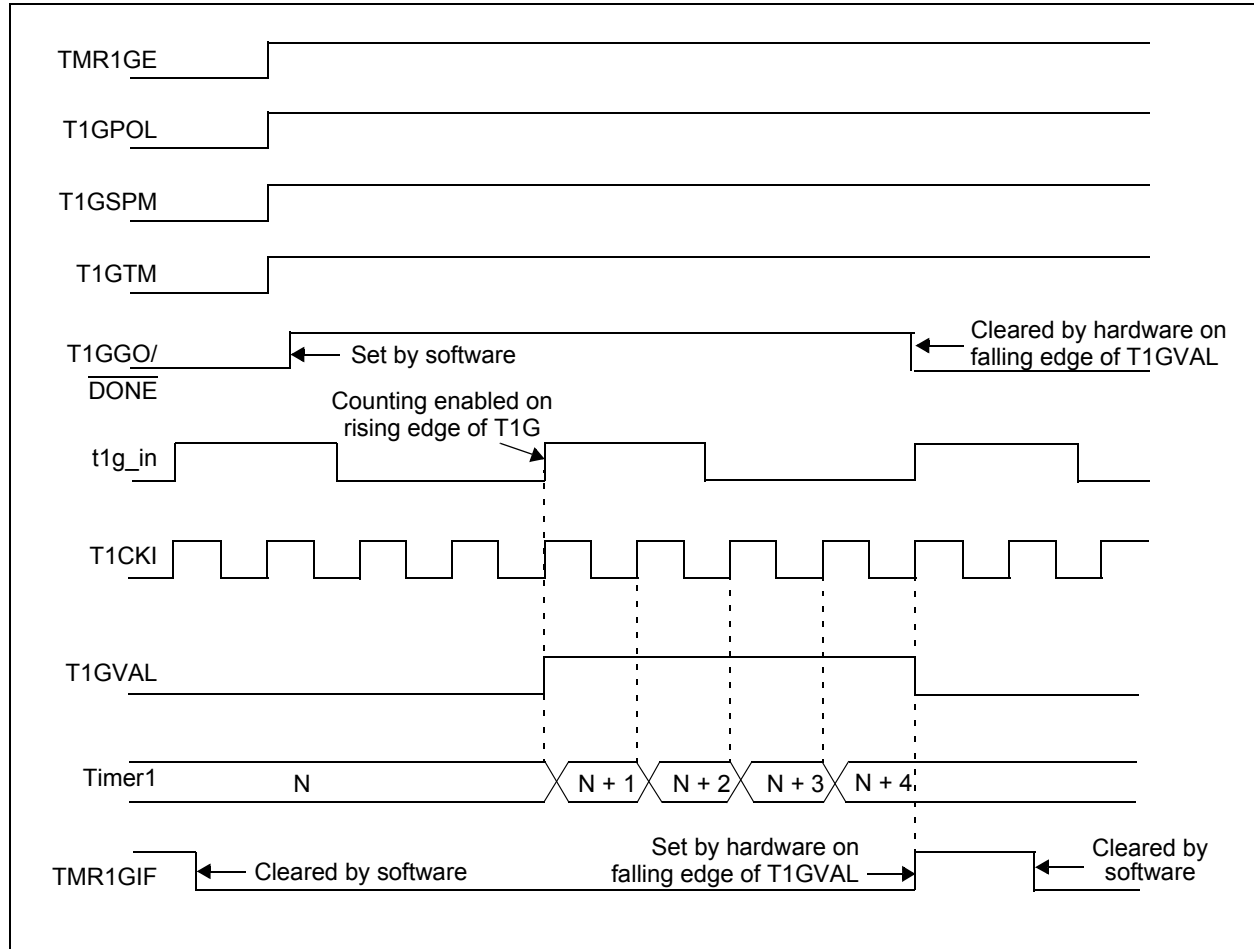 TMR1GE
T1GPOL
T1GSPM
T1GTM
T1GGO/
DONE
Set by software
Cleared by hardware on
falling edge of T1GVAL
Counting enabled on
rising edge of T1G
t1g_in
T1CKI
T1GVAL
Timer1
N
N + 1
N + 2
N + 3
N + 4
TMR1GIF
Cleared by software
Set by hardware on
falling edge of T1GVAL
Cleared by
software